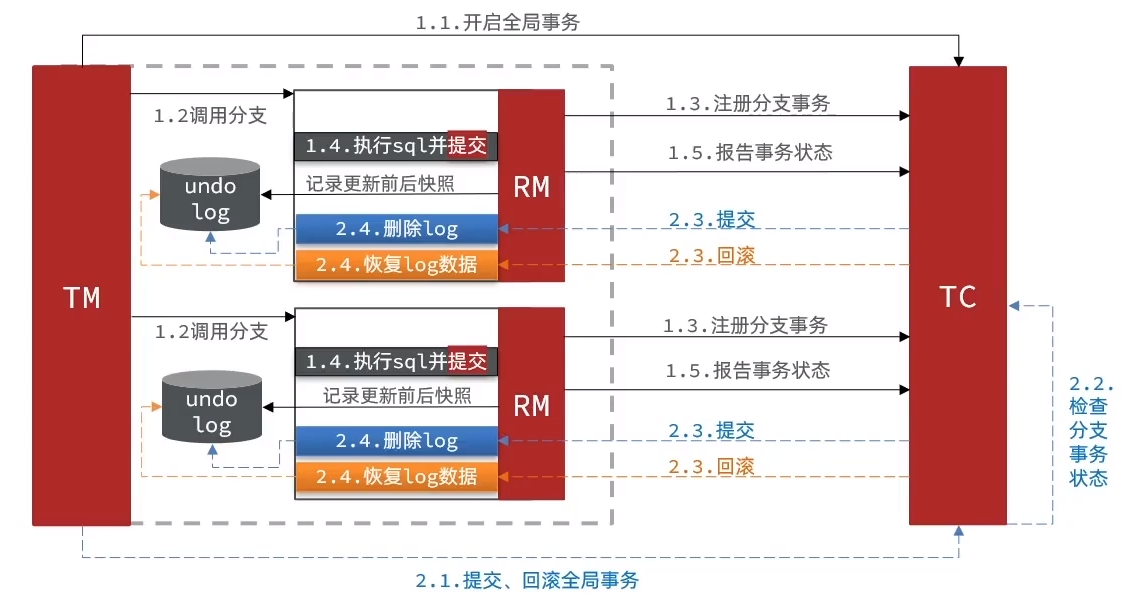 1.1.开启全局事务
TM
1.2调用分支
1.4.执行sql并提交
记录更新前后快照
undo
log
2.4.删除log
2.4.恢复log数据
RM
1.3.注册分支事务
1.5.报告事务状态
2.3.提交
2.3.回滚
TC
1.2调用分支
1.4.执行sql并提交
记录更新前后快照
undo
log
2.4.删除log
2.4.恢复log数据
RM
1.3.注册分支事务
1.5.报告事务状态
2.3.提交
2.3.回滚
2.2.
检查
分支
事务
状态
2.1.提交、回滚全局事务